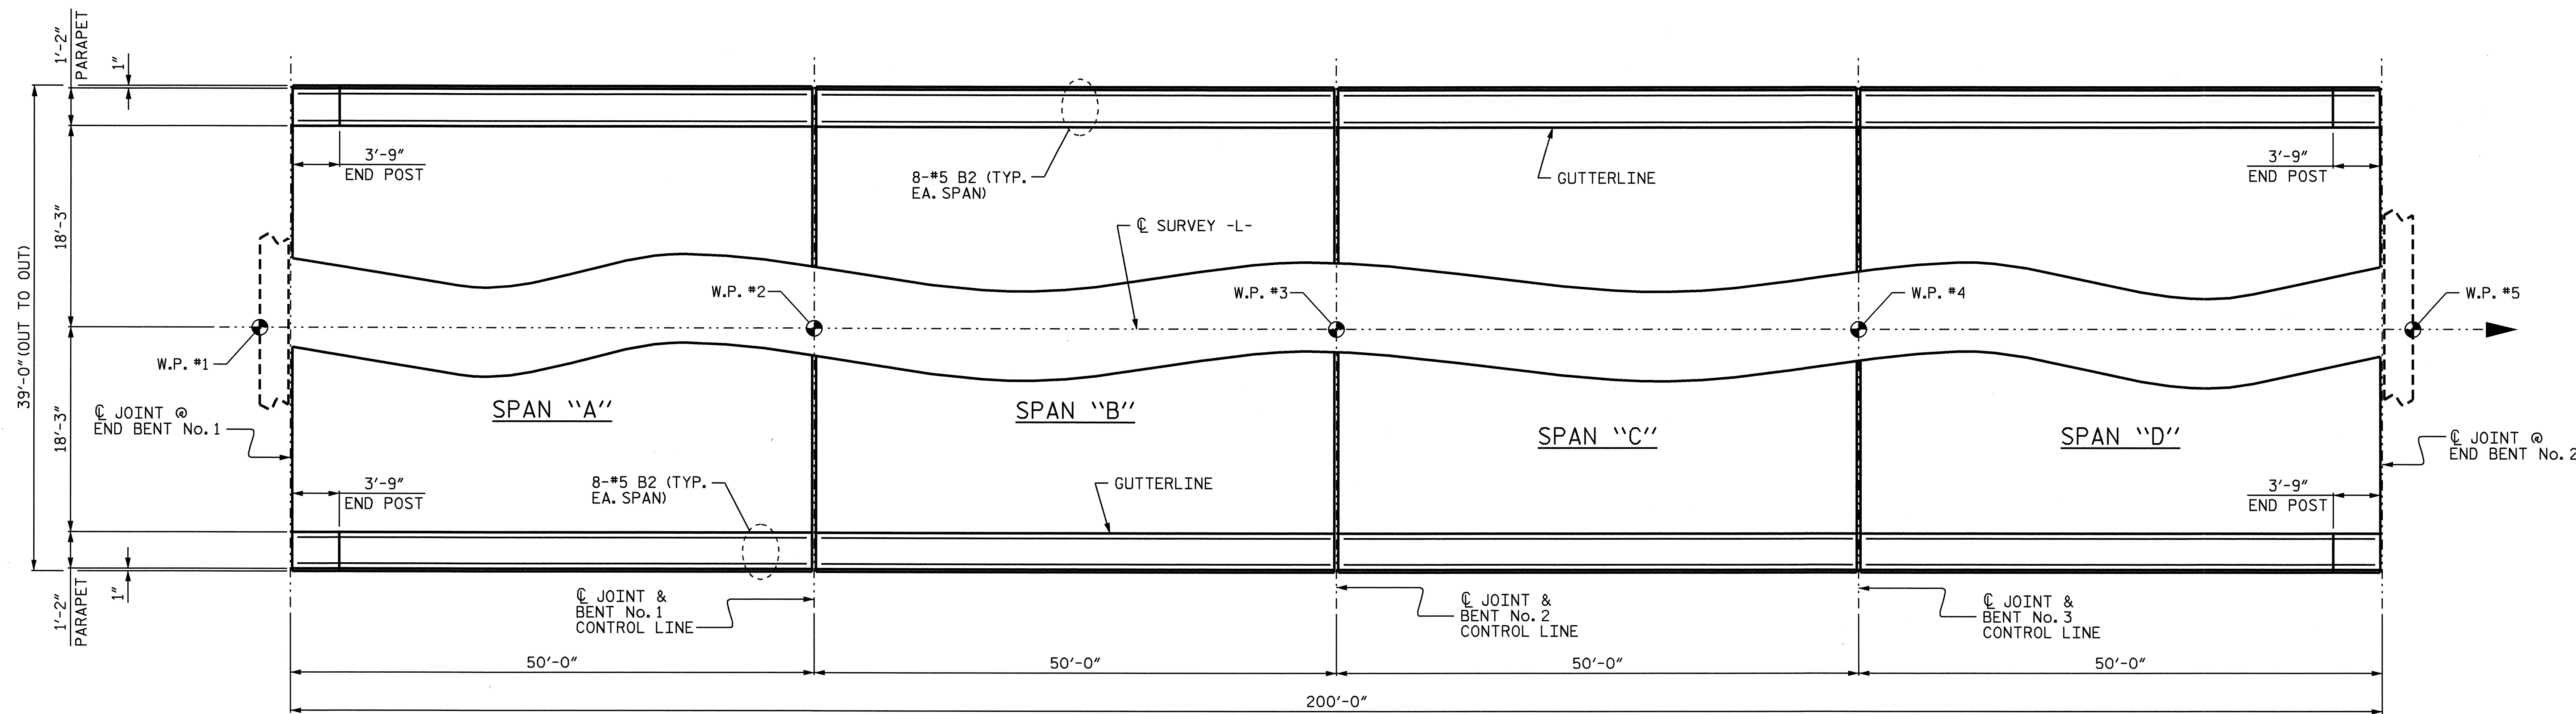 1'-2"
PARAPET
1"
3'-9"
END POST
8-#5 B2 (TYP.
EA. SPAN)
GUTTERLINE
3'-9"
END POST
18'-3"
39'-0" (OUT TO OUT)
℄ SURVEY -L-
W.P. #1
W.P. #2
W.P. #3
W.P. #4
W.P. #5
18'-3"
℄ JOINT @
END BENT No. 1
SPAN "A"
SPAN "B"
SPAN "C"
SPAN "D"
℄ JOINT @
END BENT No. 2
3'-9"
END POST
8-#5 B2 (TYP.
EA. SPAN)
GUTTERLINE
3'-9"
END POST
1'-2"
PARAPET
1"
℄ JOINT &
BENT No. 1
CONTROL LINE
℄ JOINT &
BENT No. 2
CONTROL LINE
℄ JOINT &
BENT No. 3
CONTROL LINE
50'-0"
50'-0"
50'-0"
50'-0"
200'-0"